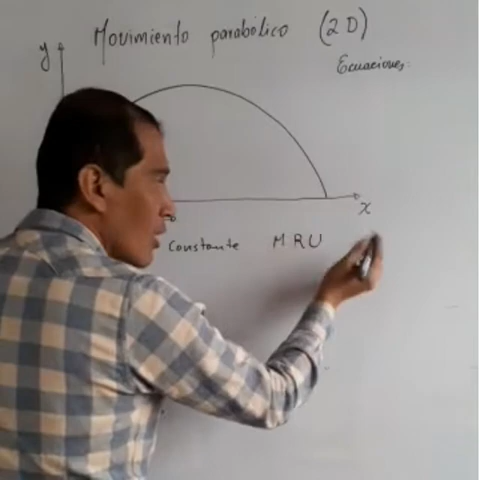 Movimiento parabólico (2D)
Ecuaciones:
y
x
Constante MRU